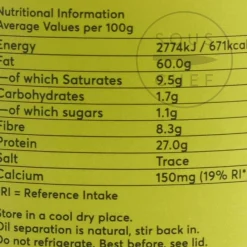 Nutritional Information
Average Values per 100g
Energy 2774kJ / 671kcal
Fat 60.0g
—of which Saturates 9.5g
Carbohydrates 1.7g
—of which sugars 1.1g
Fibre 8.3g
Protein 27.0g
Salt Trace
Calcium 150mg (19% RI*
RI = Reference Intake
Store in a cool dry place.
Oil separation is natural, stir back in.
Do not refrigerate. Best before, see lid.